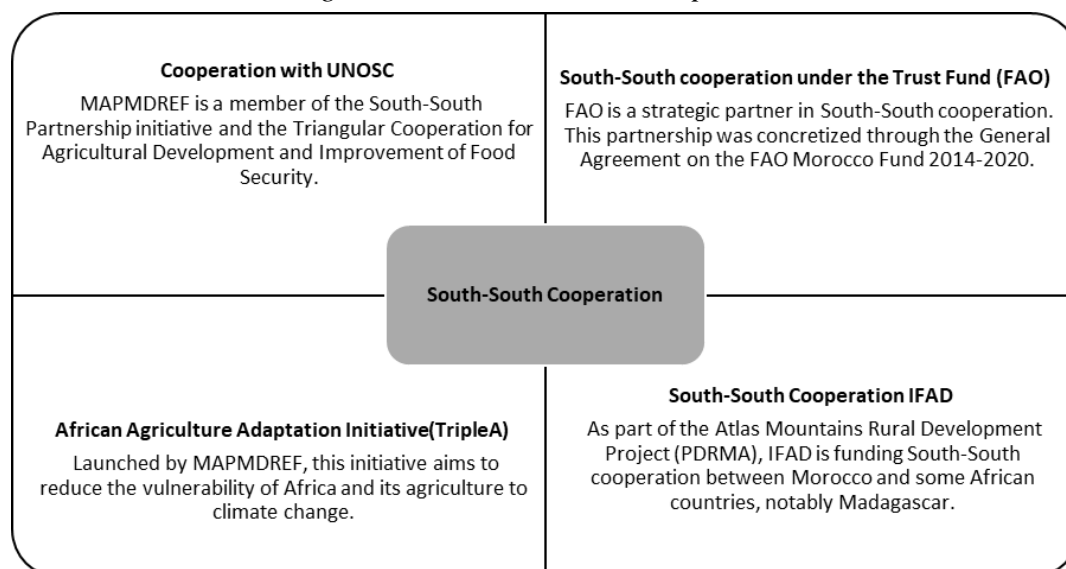 Cooperation with UNOSC
MAPMDREF is a member of the South-South
Partnership initiative and the Triangular Cooperation for
Agricultural Development and Improvement of Food
Security.
South-South cooperation under the Trust Fund (FAO)
FAO is a strategic partner in South-South cooperation.
This partnership was concretized through the General
Agreement on the FAO Morocco Fund 2014-2020.
South-South Cooperation
African Agriculture Adaptation Initiative(TripleA)
Launched by MAPMDREF, this initiative aims to
reduce the vulnerability of Africa and its agriculture to
climate change.
South-South Cooperation IFAD
As part of the Atlas Mountains Rural Development
Project (PDRMA), IFAD is funding South-South
cooperation between Morocco and some African
countries, notably Madagascar.